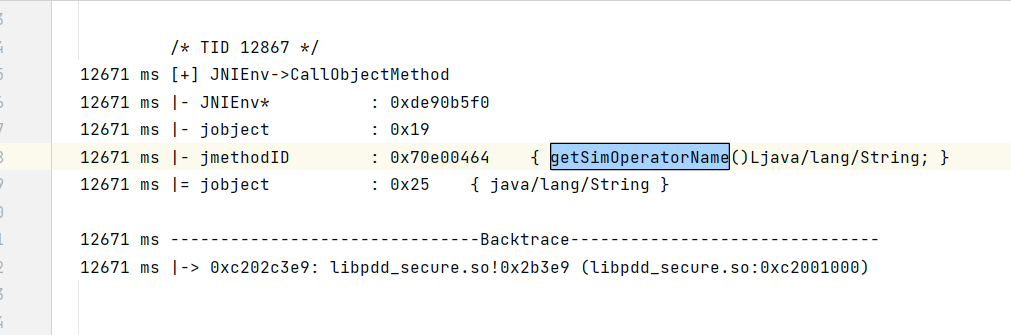 3
4 /* TID 12867 */
5 12671 ms [+] JNIEnv->CallObjectMethod
6 12671 ms |- JNIEnv*          : 0xde90b5f0
7 12671 ms |- jobject          : 0x19
8 12671 ms |- jmethodID        : 0x70e00464    { getSimOperatorName()Ljava/lang/String; }
9 12671 ms |= jobject          : 0x25    { java/lang/String }
0
1 12671 ms -------------------------------Backtrace-------------------------------
2 12671 ms |-> 0xc202c3e9: libpdd_secure.so!0x2b3e9 (libpdd_secure.so:0xc2001000)
3
4